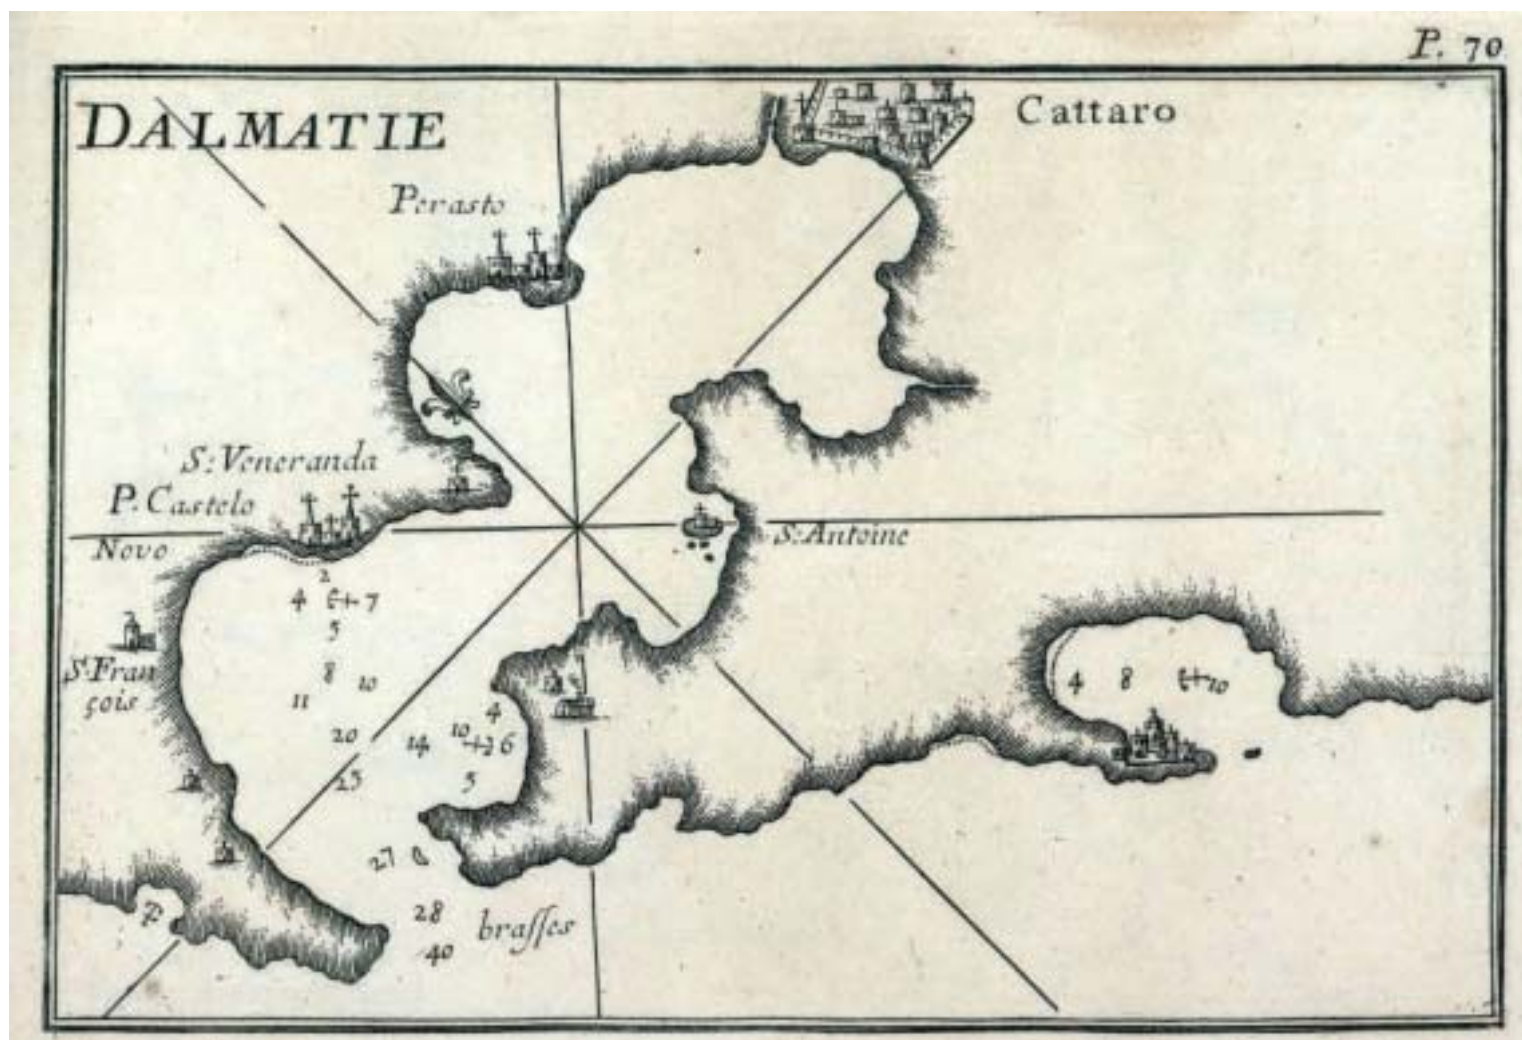 P. 70
DALMATIE
Cattaro
Perasto
S: Veneranda
P. Castelo
Novo
S: Antoine
2
4 7
5
S! Fran
çois
8 10
11
4
20 14 10 6
23 5
4 8 10
27
28
brasses
40